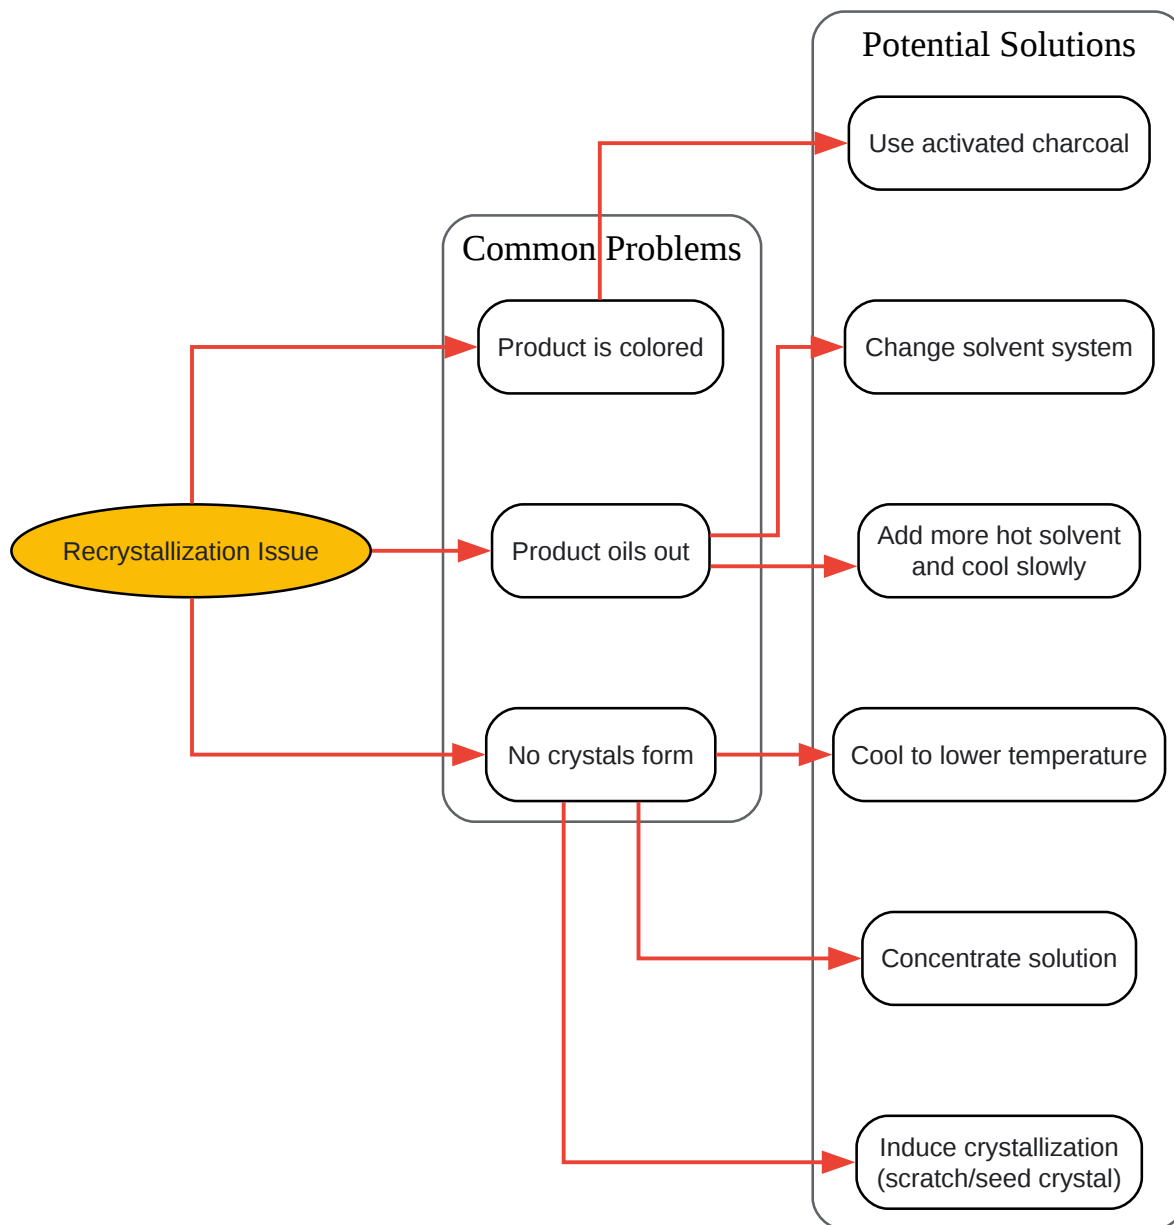 Potential Solutions
Use activated charcoal
Common Problems
Product is colored
Change solvent system
Recrystallization Issue
Product oils out
Add more hot solvent
and cool slowly
No crystals form
Cool to lower temperature
Concentrate solution
Induce crystallization
(scratch/seed crystal)